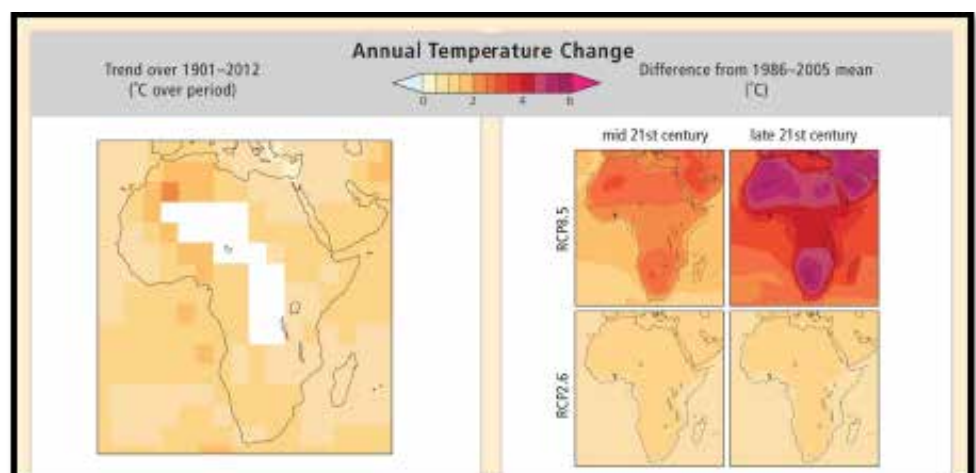 Annual Temperature Change
Trend over 1901–2012
(˚C over period)
0 2 4 6
Difference from 1986–2005 mean
(˚C)
mid 21st century
late 21st century
RCP8.5
RCP2.6